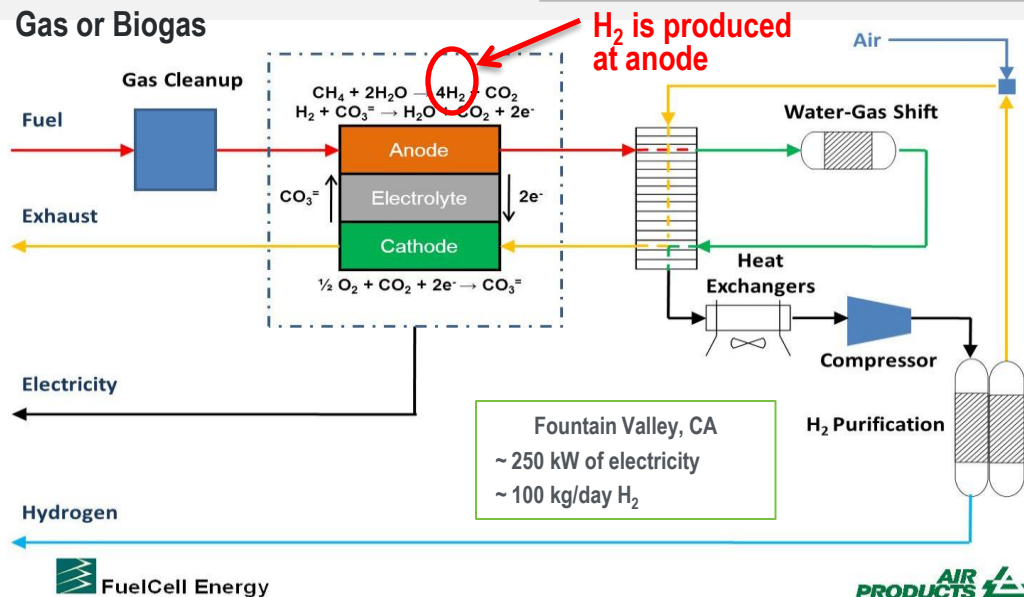 Gas or Biogas
H₂ is produced
at anode
Air
Gas Cleanup
CH₄ + 2H₂O → 4H₂ + CO₂
H₂ + CO₃⁼ → H₂O + CO₂ + 2e⁻
Water-Gas Shift
Fuel
Anode
CO₃⁼
Electrolyte
2e⁻
Exhaust
Cathode
½ O₂ + CO₂ + 2e⁻ → CO₃⁼
Heat
Exchangers
Compressor
Electricity
Fountain Valley, CA
~ 250 kW of electricity
~ 100 kg/day H₂
H₂ Purification
Hydrogen
FuelCell Energy
AIR
PRODUCTS